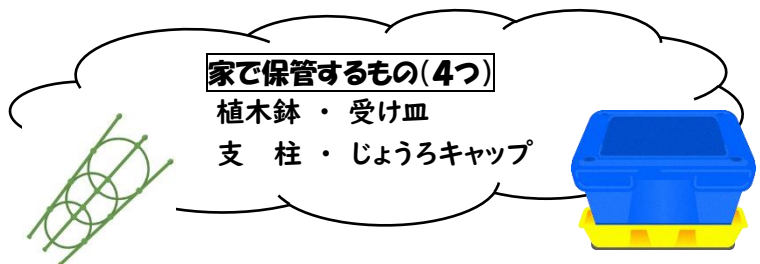 家で保管するもの(4つ)
植木鉢 ・ 受け皿
支　柱 ・ じょうろキャップ